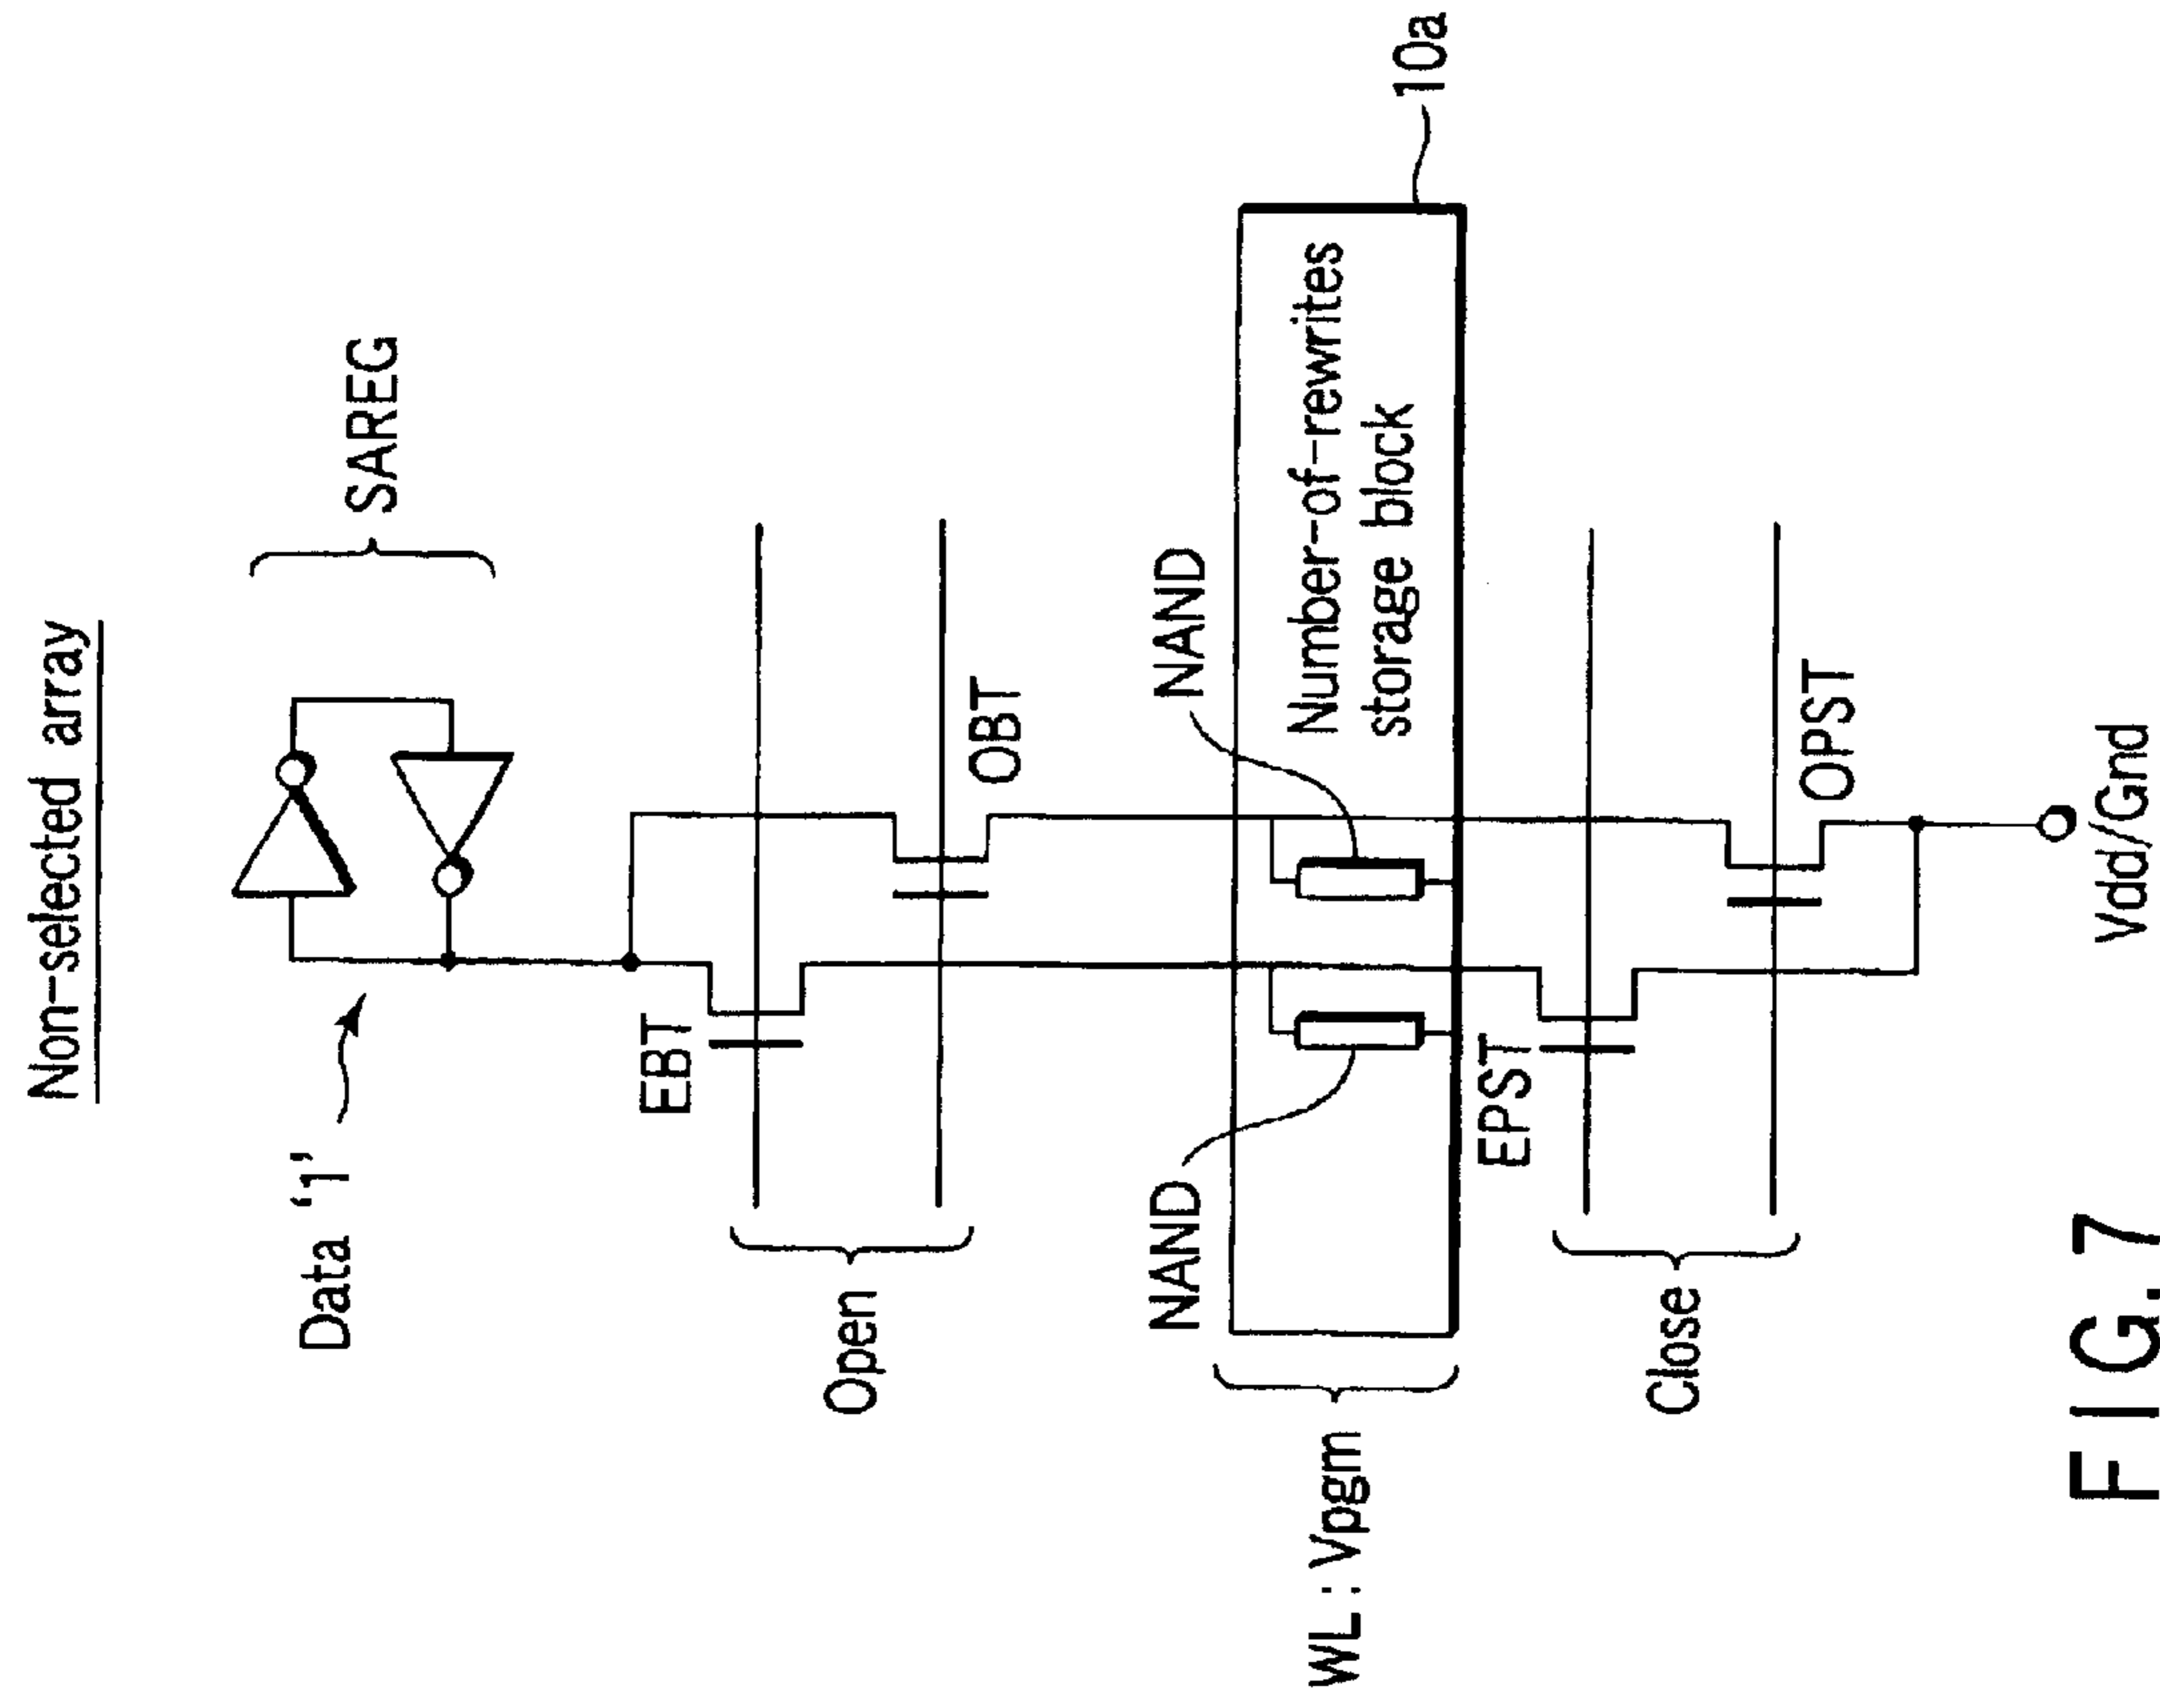 Non-selected array
SAREG
Data ‘1’
EBT
OBT
Open
NAND
NAND
10a
Number-of-rewrites
storage block
WL : Vpgm
EPST
OPST
Close
Vdd/Gnd
FIG. 7